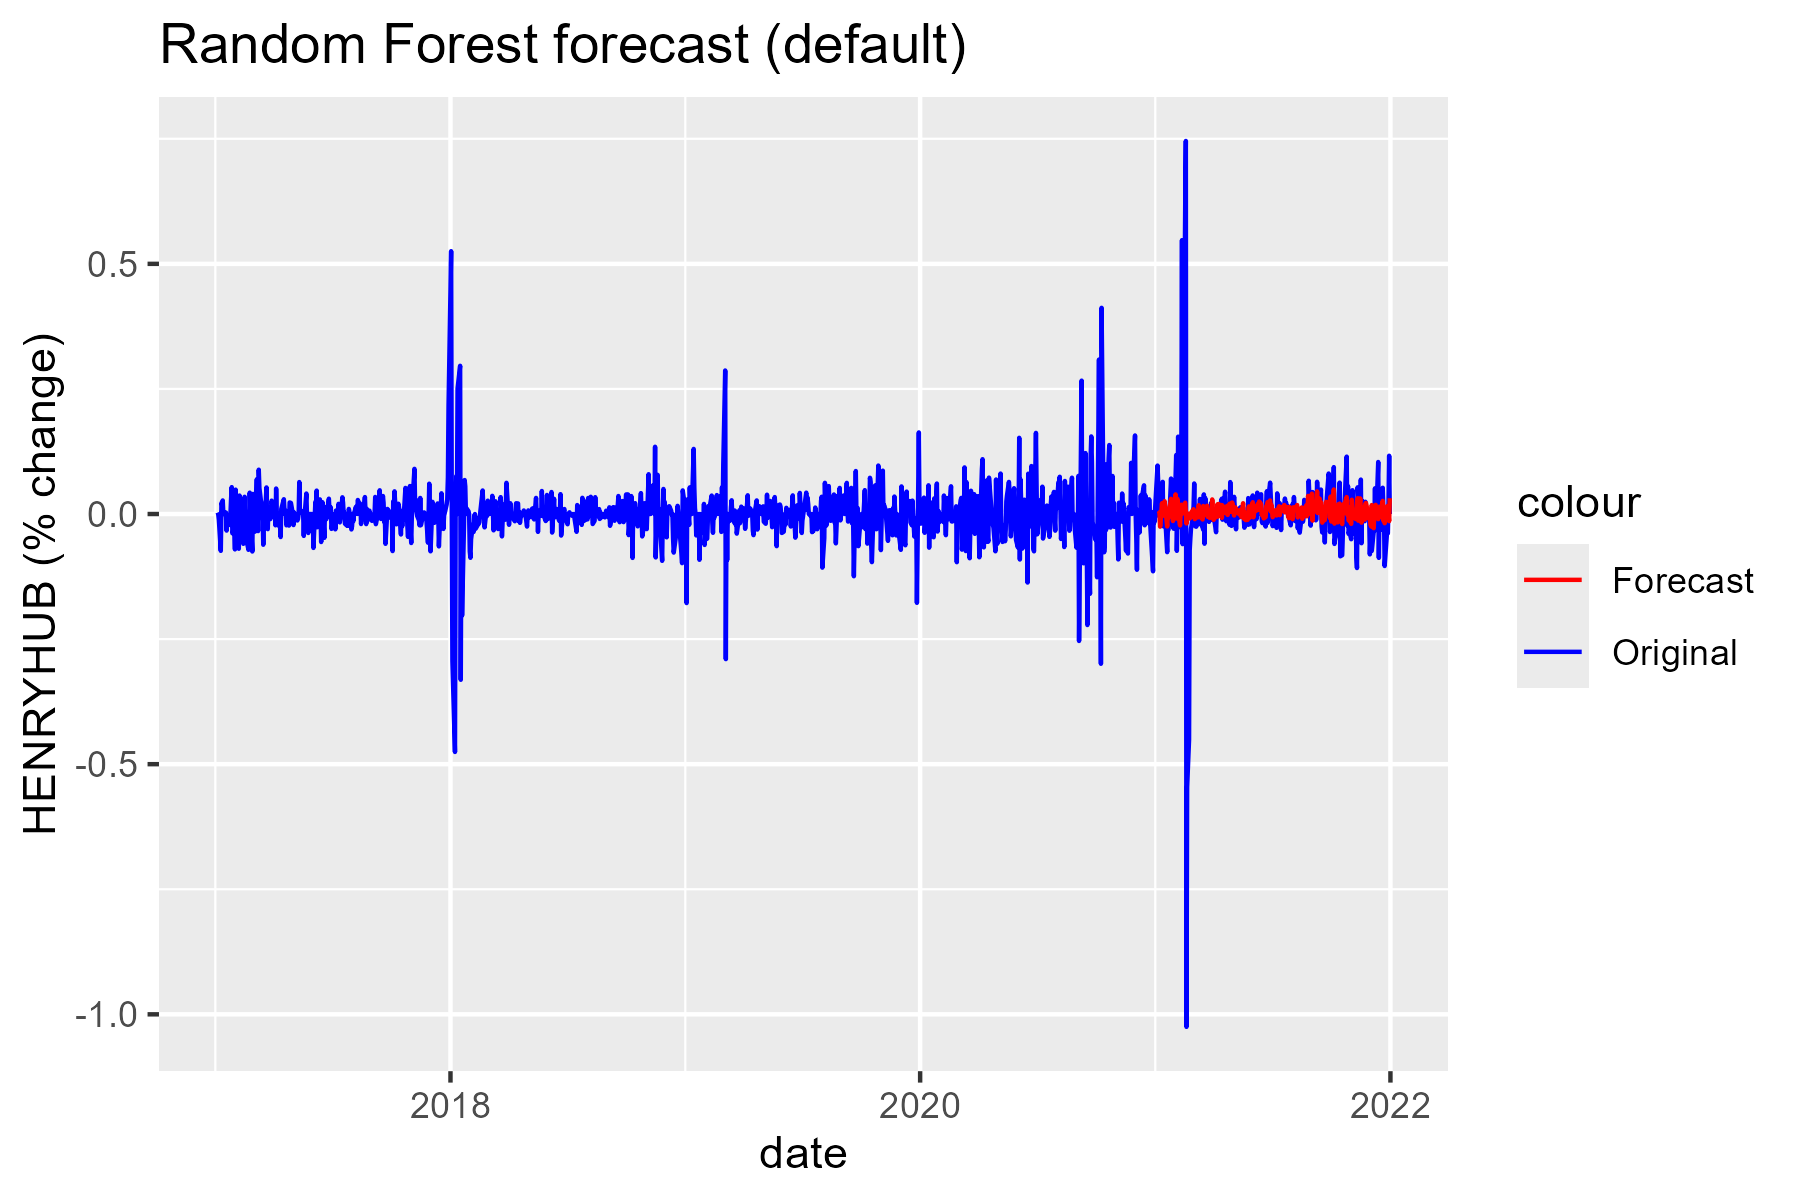 Random Forest forecast (default)
HENRYHUB (% change)
0.5
0.0
-0.5
-1.0
2018
2020
2022
date
colour
Forecast
Original